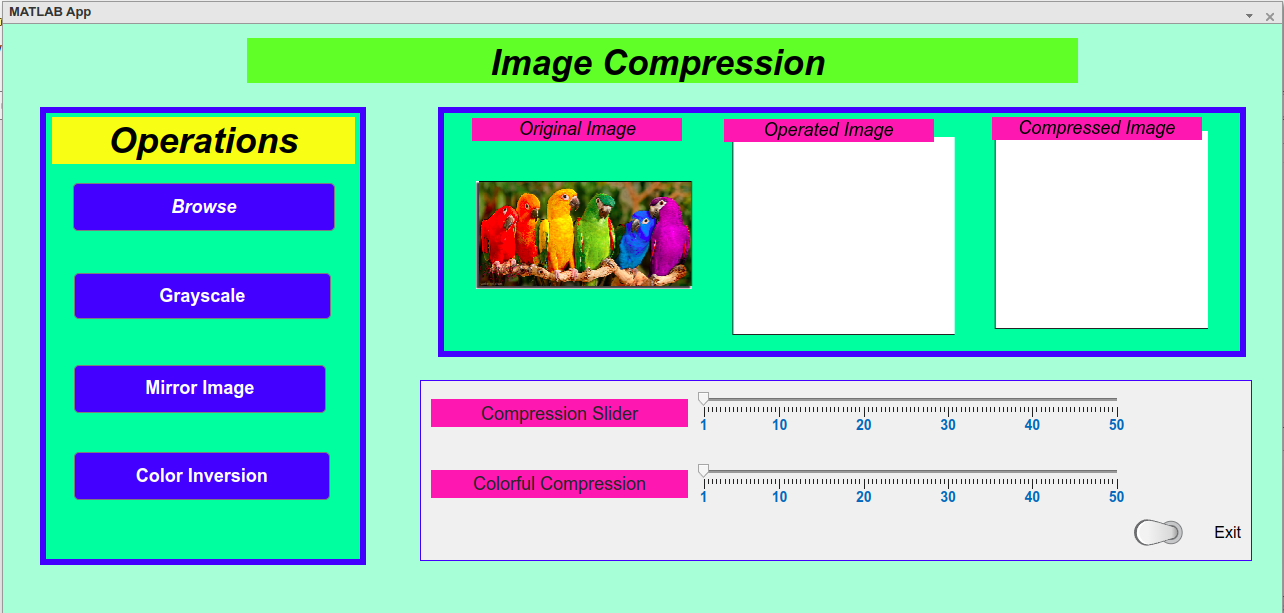 MATLAB App
Image Compression
Operations
Browse
Grayscale
Mirror Image
Color Inversion
Original Image
Operated Image
Compressed Image
Compression Slider
1 10 20 30 40 50
Colorful Compression
1 10 20 30 40 50
Exit